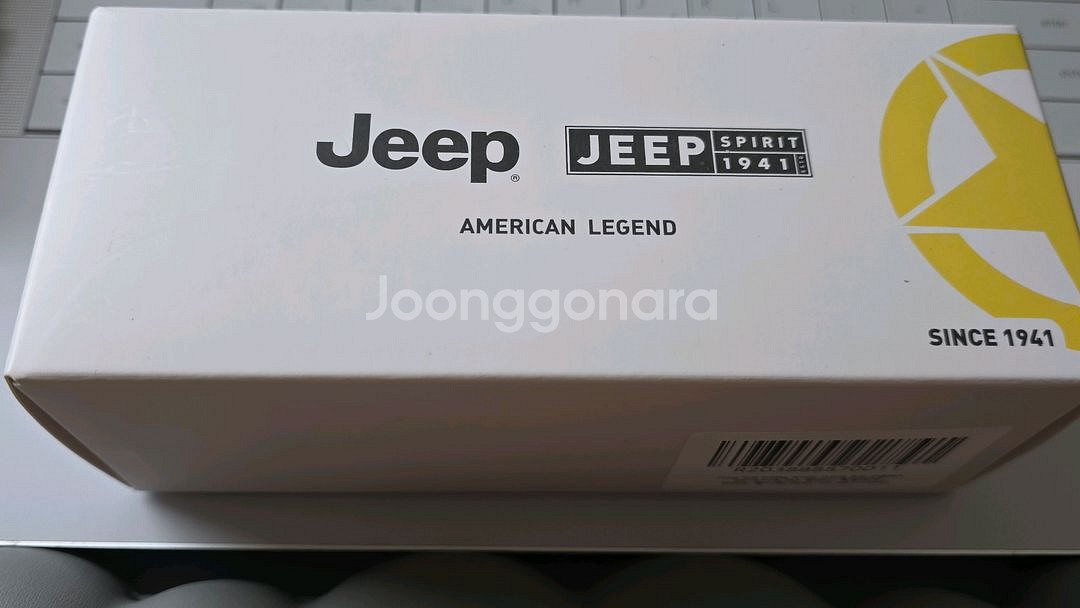 Jeep®
JEEP SPIRIT 1941
AMERICAN LEGEND
Joonggonara
SINCE 1941